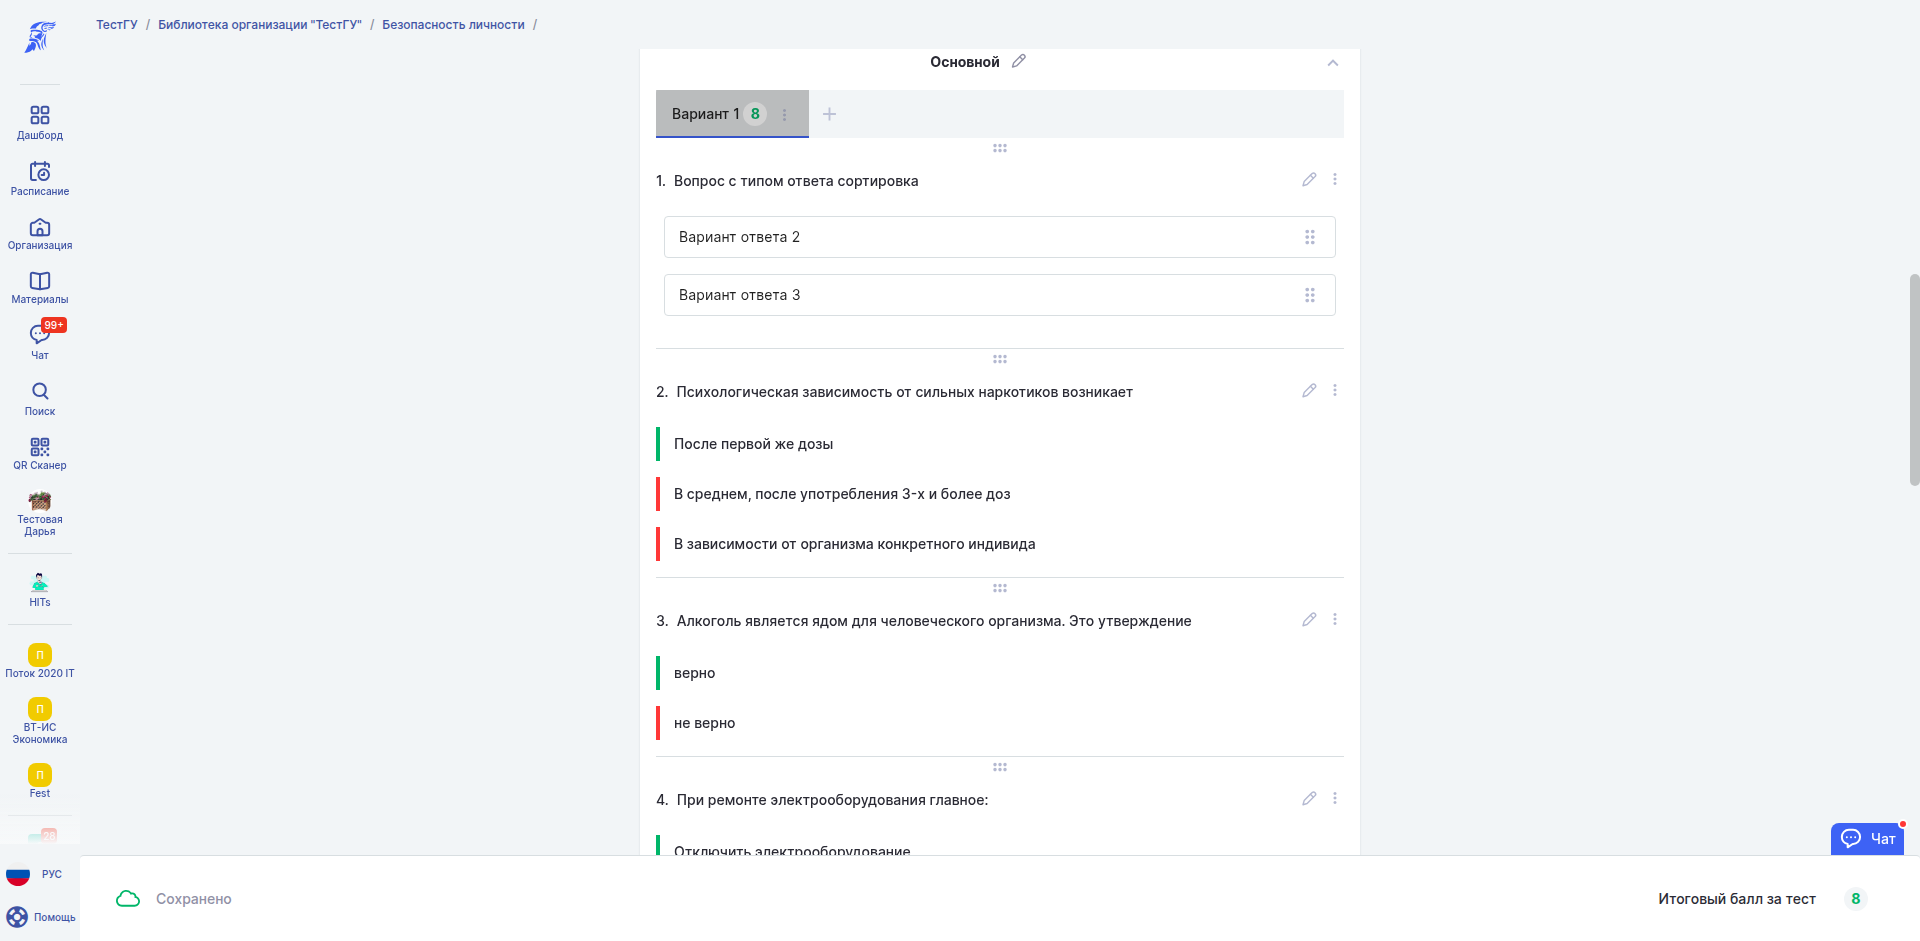 ТестГУ / Библиотека организации "ТестГУ" / Безопасность личности /
Дашборд
Расписание
Организация
Материалы
99+
Чат
Поиск
QR Сканер
Тестовая
Дарья
HITs
П
Поток 2020 IT
П
ВТ-ИС
Экономика
П
Fest
28
РУС
Помощь
Основной
Вариант 1 8
1. Вопрос с типом ответа сортировка
Вариант ответа 2
Вариант ответа 3
2. Психологическая зависимость от сильных наркотиков возникает
После первой же дозы
В среднем, после употребления 3-х и более доз
В зависимости от организма конкретного индивида
3. Алкоголь является ядом для человеческого организма. Это утверждение
верно
не верно
4. При ремонте электрооборудования главное:
Отключить электрооборудование
Чат
Сохранено
Итоговый балл за тест 8